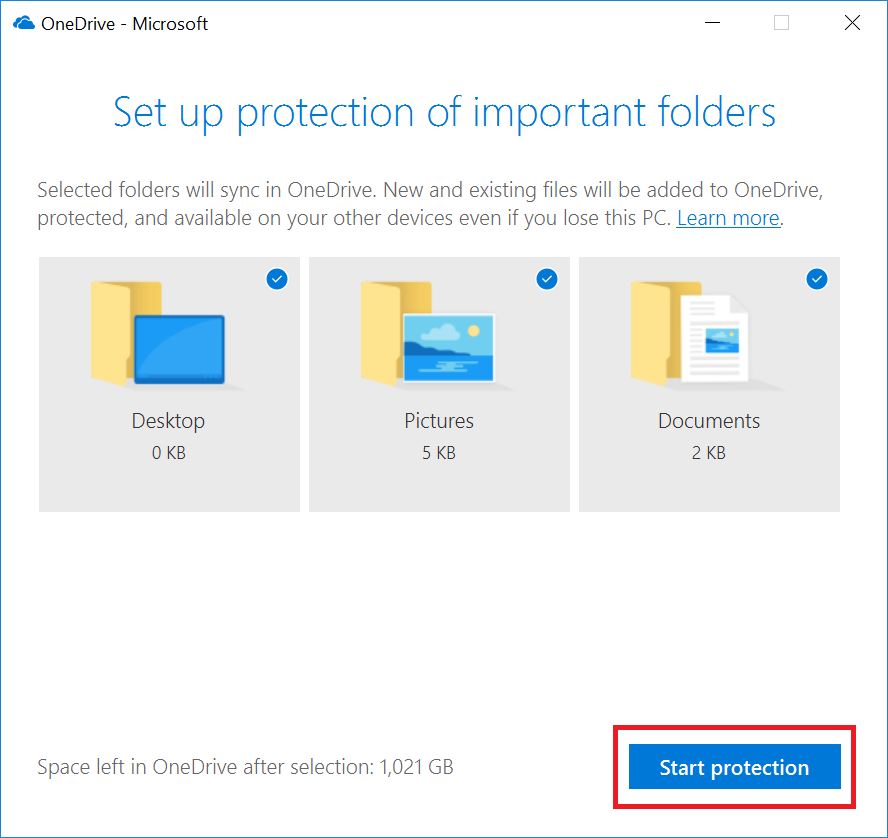 OneDrive - Microsoft
Set up protection of important folders
Selected folders will sync in OneDrive. New and existing files will be added to OneDrive,
protected, and available on your other devices even if you lose this PC. Learn more.
Desktop
0 KB
Pictures
5 KB
Documents
2 KB
Space left in OneDrive after selection: 1,021 GB
Start protection